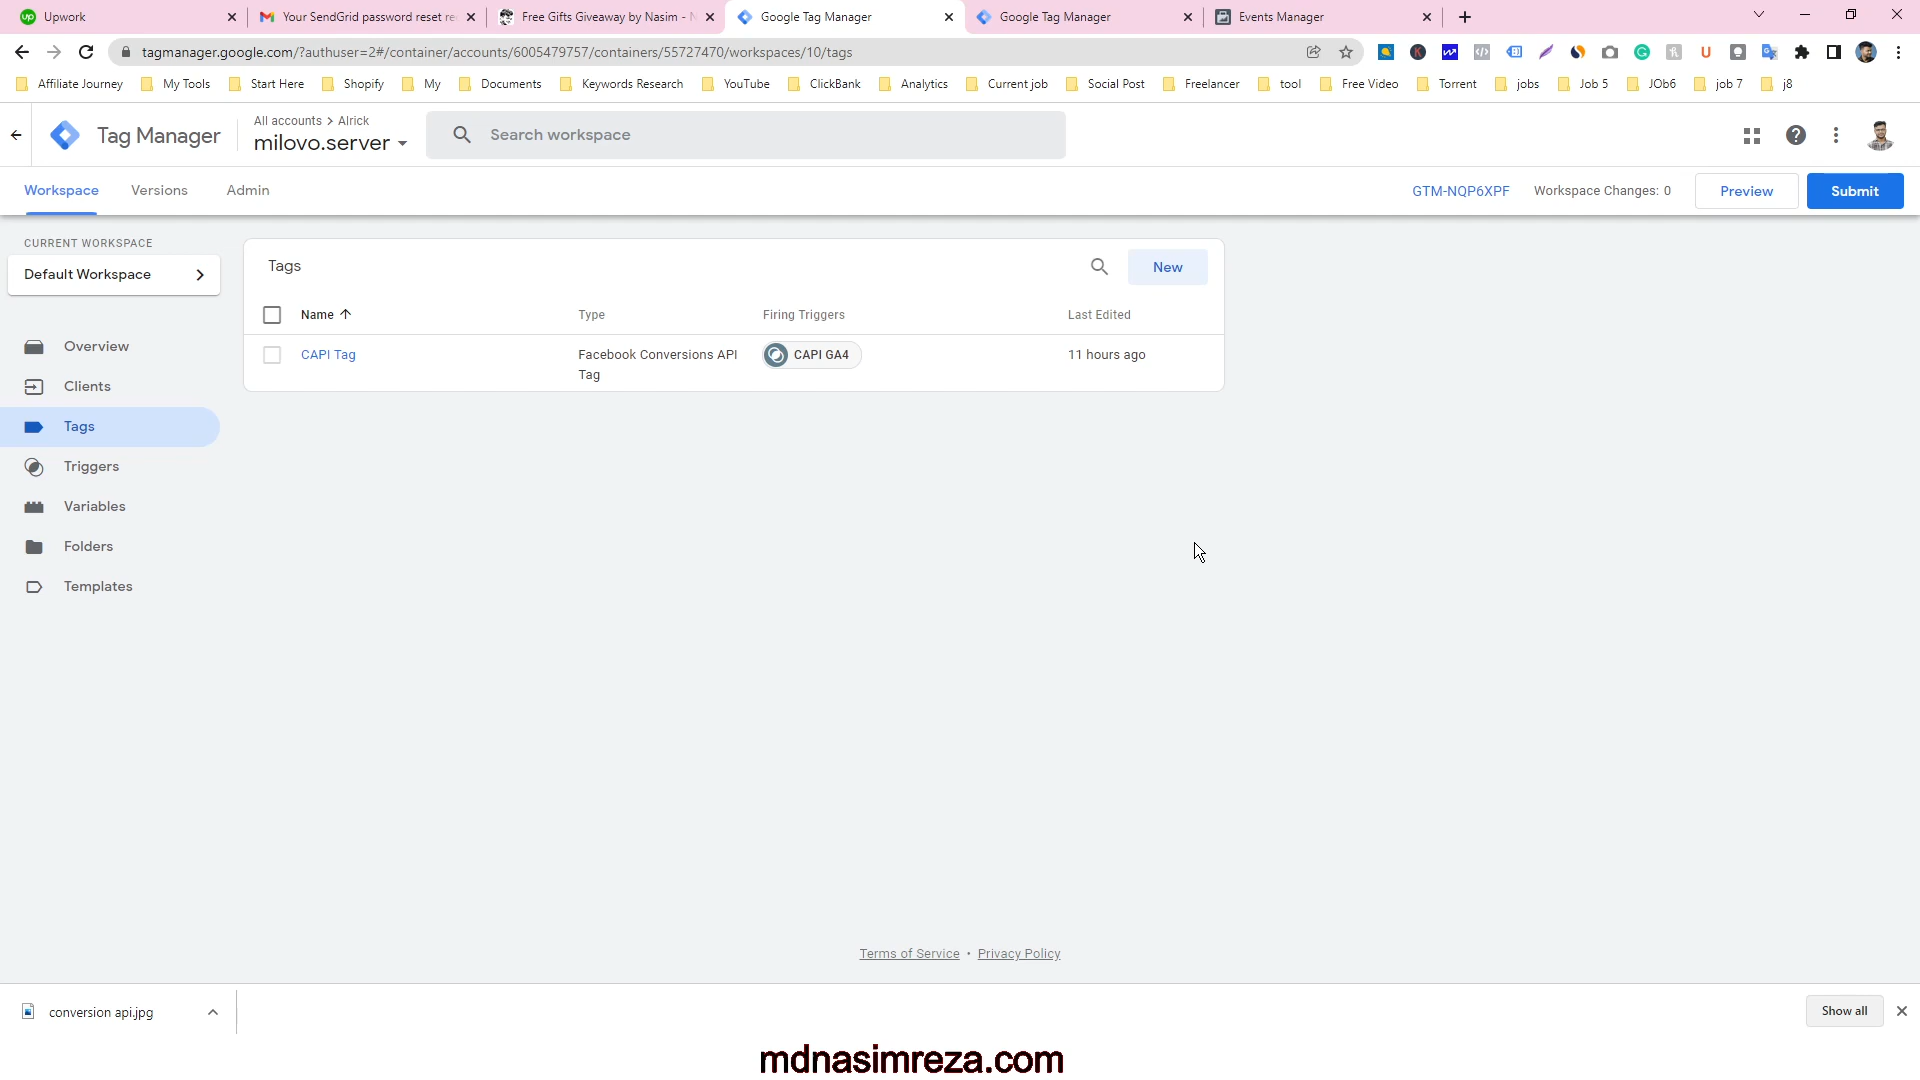 Upwork
Your SendGrid password reset re
Free Gifts Giveaway by Nasim - N
Google Tag Manager
Google Tag Manager
Events Manager
tagmanager.google.com/?authuser=2#/container/accounts/6005479757/containers/55727470/workspaces/10/tags
Affiliate Journey
My Tools
Start Here
Shopify
My
Documents
Keywords Research
YouTube
ClickBank
Analytics
Current job
Social Post
Freelancer
tool
Free Video
Torrent
jobs
Job 5
JOb6
job 7
j8
Tag Manager
All accounts > Alrick
milovo.server
Search workspace
Workspace
Versions
Admin
GTM-NQP6XPF
Workspace Changes: 0
Preview
Submit
CURRENT WORKSPACE
Default Workspace
Overview
Clients
Tags
Triggers
Variables
Folders
Templates
Tags
New
Name
Type
Firing Triggers
Last Edited
CAPI Tag
Facebook Conversions API
Tag
CAPI GA4
11 hours ago
Terms of Service • Privacy Policy
conversion api.jpg
Show all
mdnasimreza.com